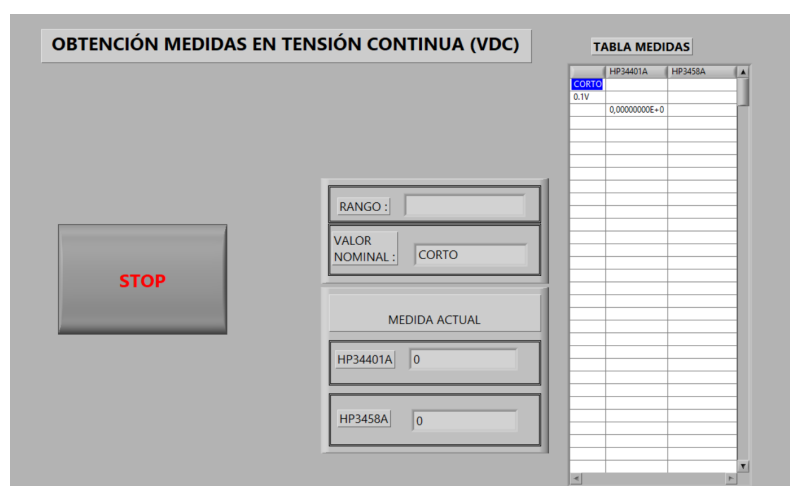 OBTENCIÓN MEDIDAS EN TENSIÓN CONTINUA (VDC)
TABLA MEDIDAS
HP34401A HP3458A
CORTO
0.1V
0,00000000E+0
RANGO :
VALOR
NOMINAL :
CORTO
STOP
MEDIDA ACTUAL
HP34401A 0
HP3458A 0